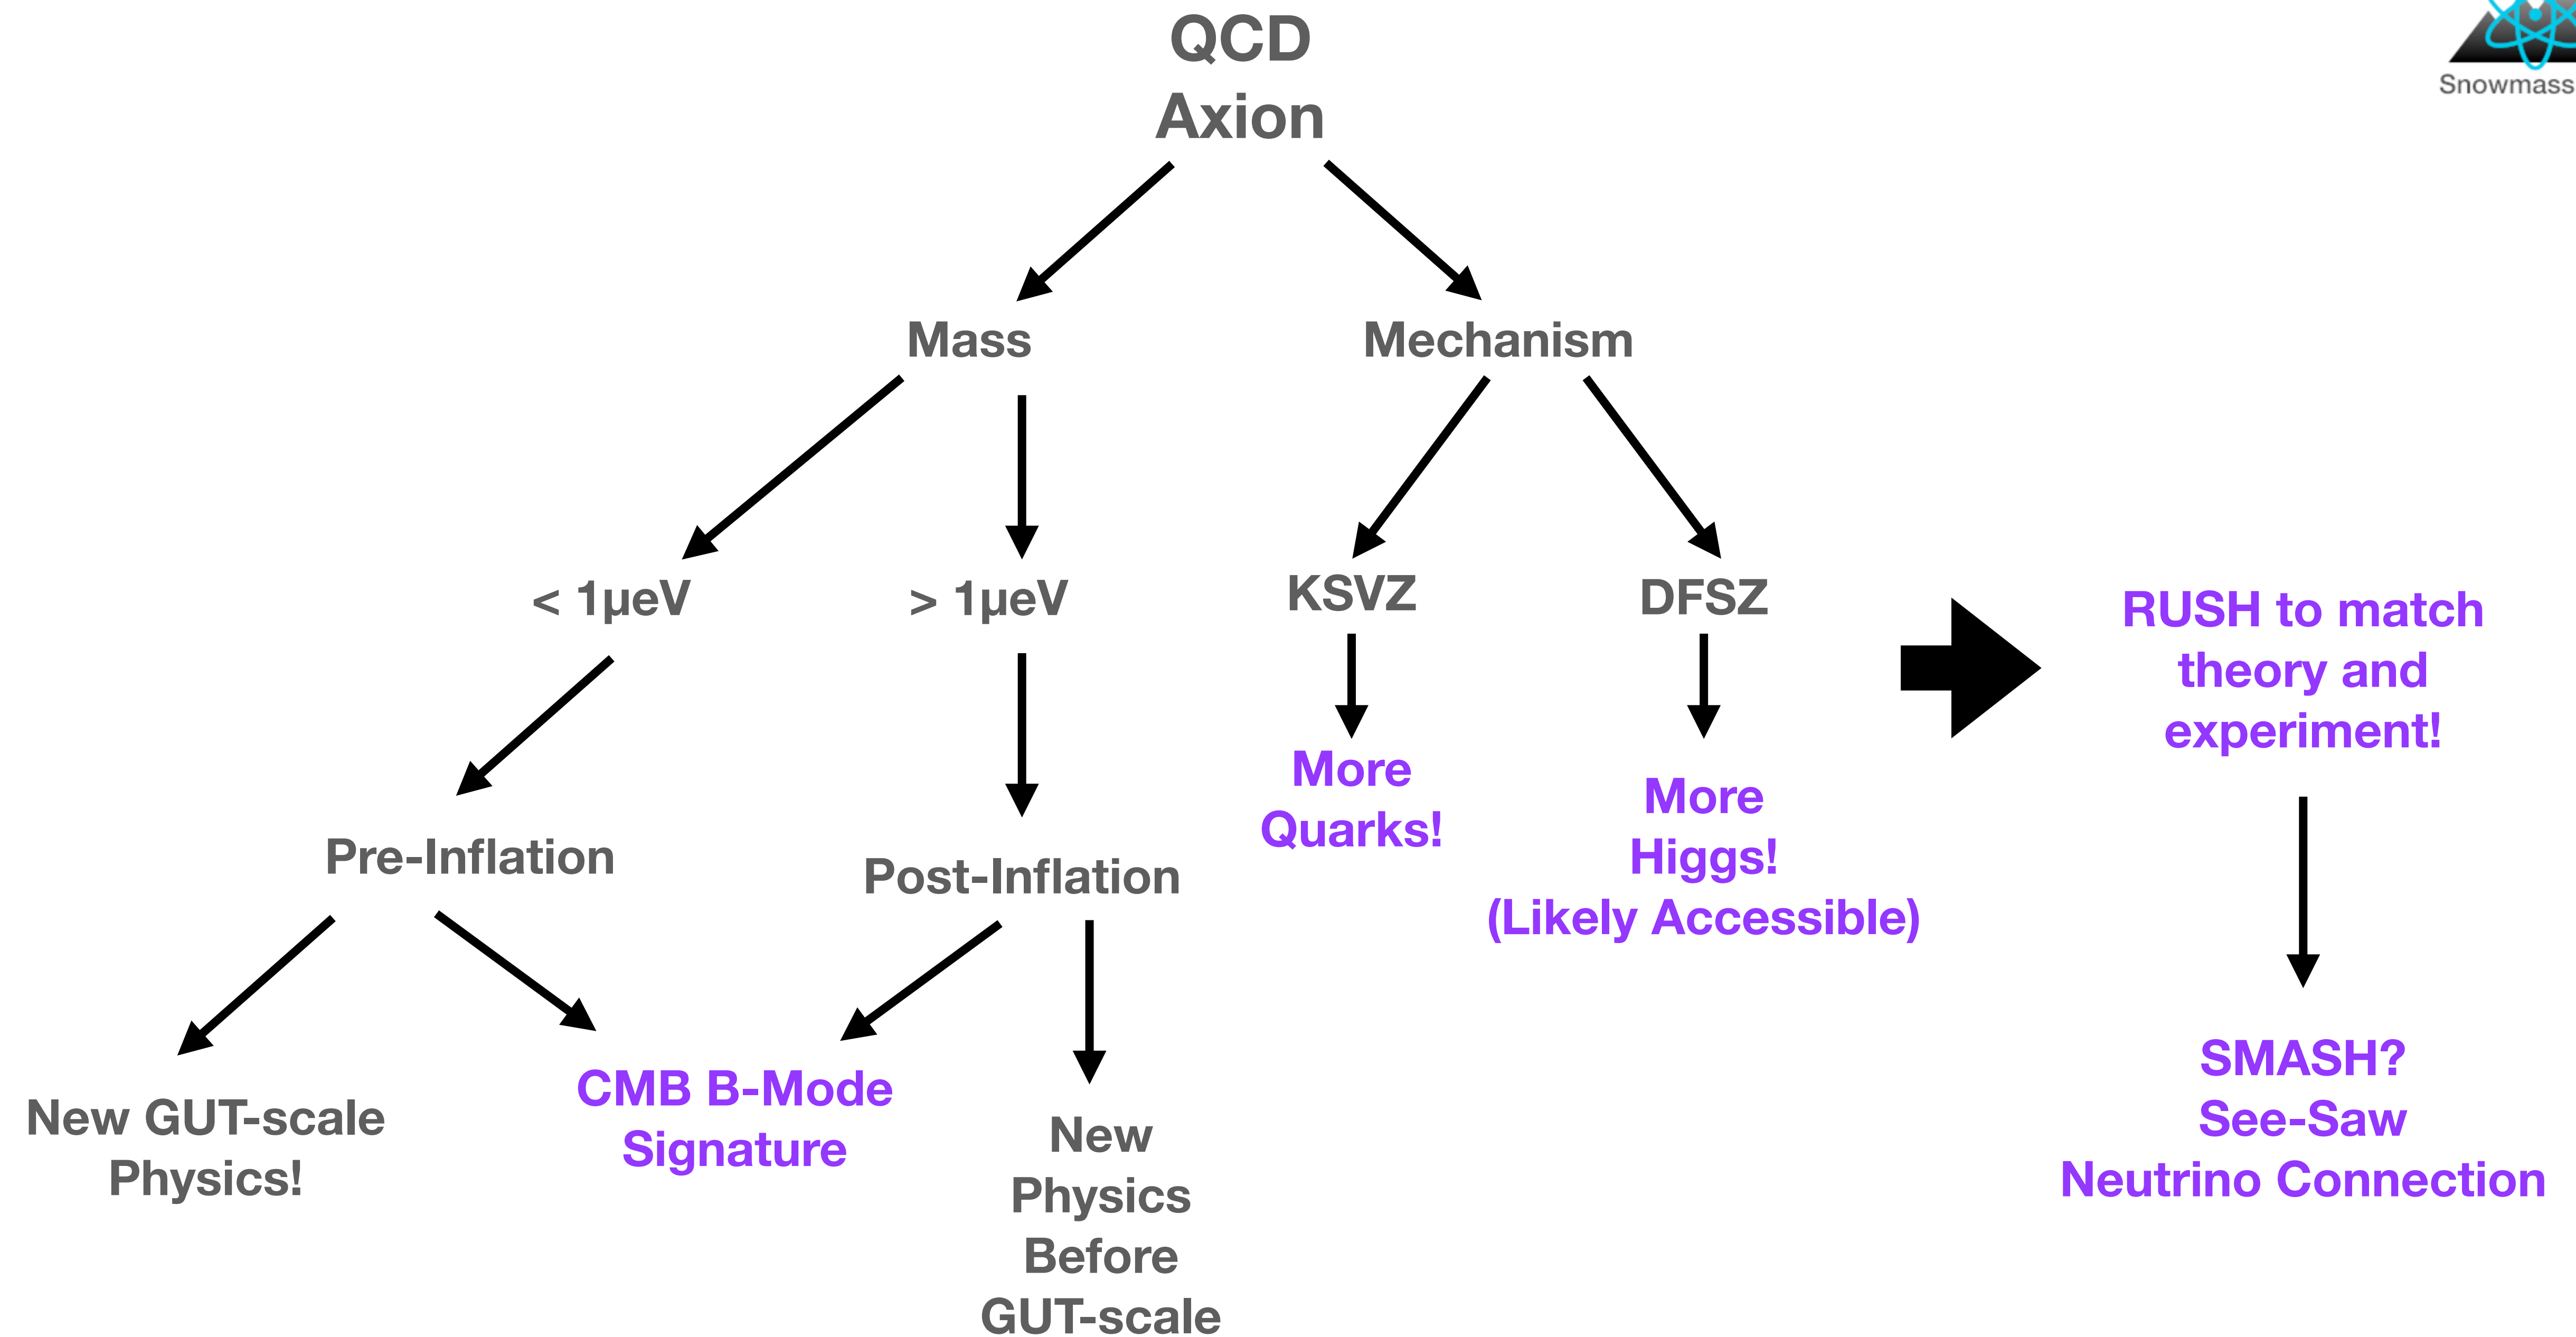 QCD
Axion
Snowmass
Mass
Mechanism
< 1μeV
> 1μeV
KSVZ
DFSZ
RUSH to match
theory and
experiment!
More
Quarks!
More
Higgs!
(Likely Accessible)
Pre-Inflation
Post-Inflation
New GUT-scale
Physics!
CMB B-Mode
Signature
New
Physics
Before
GUT-scale
SMASH?
See-Saw
Neutrino Connection